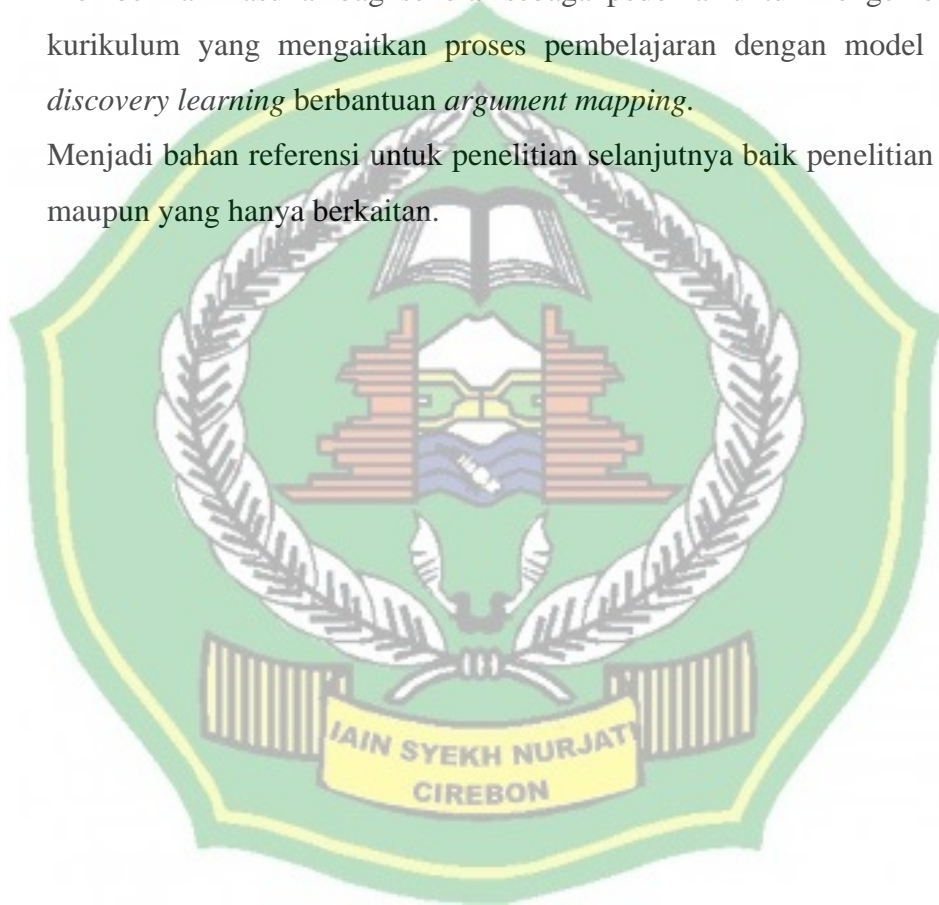 kurikulum yang mengaitkan proses pembelajaran dengan model
discovery learning berbantuan argument mapping.
Menjadi bahan referensi untuk penelitian selanjutnya baik penelitian
maupun yang hanya berkaitan.
IAIN SYEKH NURJATI
CIREBON